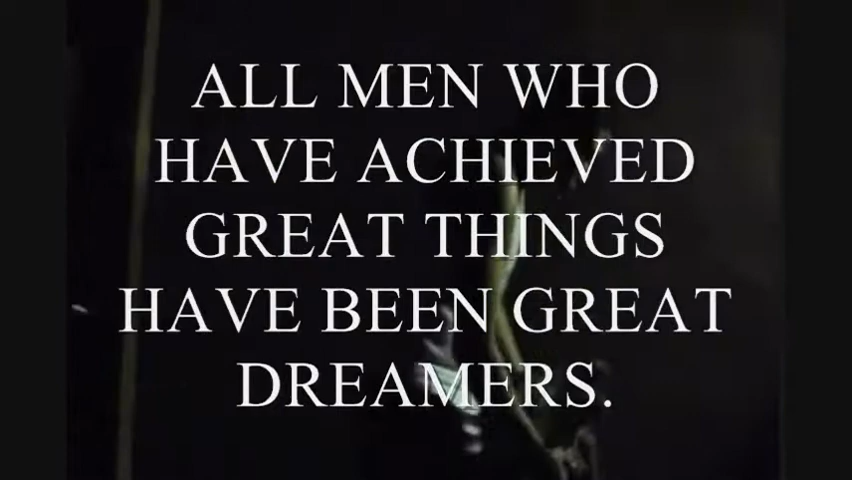 ALL MEN WHO
HAVE ACHIEVED
GREAT THINGS
HAVE BEEN GREAT
DREAMERS.